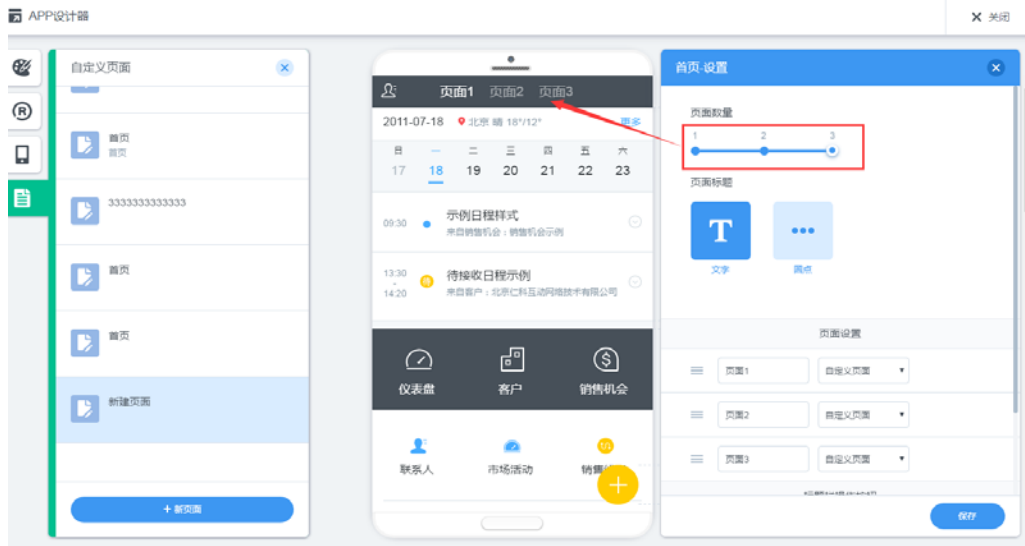 APP设计器
× 关闭
自定义页面
首页
首页
3333333333333
首页
首页
新建页面
+ 新页面
页面1 页面2 页面3
2011-07-18 北京 晴 18°/12° 更多
日 一 二 三 四 五 六
17 18 19 20 21 22 23
09:30 示例日程样式
来自销售机会：销售机会示例
13:30 - 14:20 待 待接收日程示例
来自客户：北京仁科互动网络技术有限公司
仪表盘 客户 销售机会
联系人 市场活动 销售
首页-设置
页面数量
1 2 3
页面标题
T
文字 圆点
页面设置
页面1 自定义页面
页面2 自定义页面
页面3 自定义页面
保存